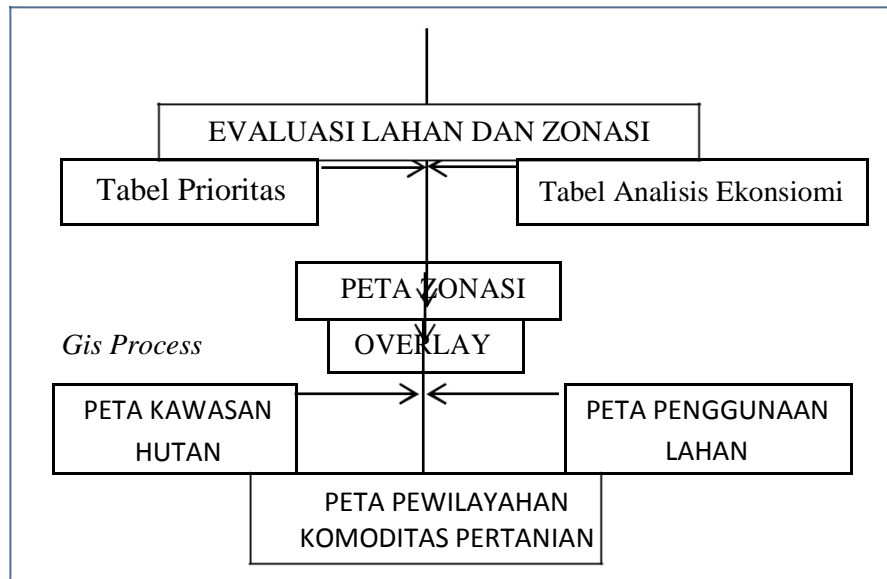 EVALUASI LAHAN DAN ZONASI
Tabel Prioritas
Tabel Analisis Ekonsiomi
PETA ZONASI
Gis Process
OVERLAY
PETA KAWASAN
HUTAN
PETA PENGGUNAAN
LAHAN
PETA PEWILAYAHAN
KOMODITAS PERTANIAN